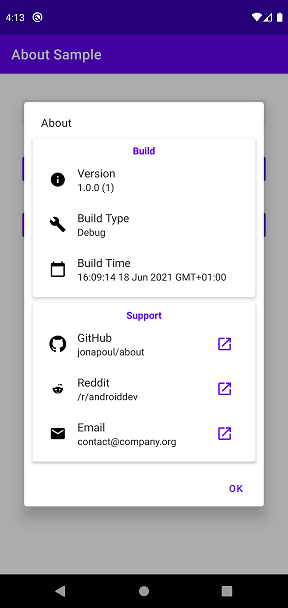 4:13
About Sample
About
Build
Version
1.0.0 (1)
Build Type
Debug
Build Time
16:09:14 18 Jun 2021 GMT+01:00
Support
GitHub
jonapoul/about
Reddit
/r/androiddev
Email
contact@company.org
OK